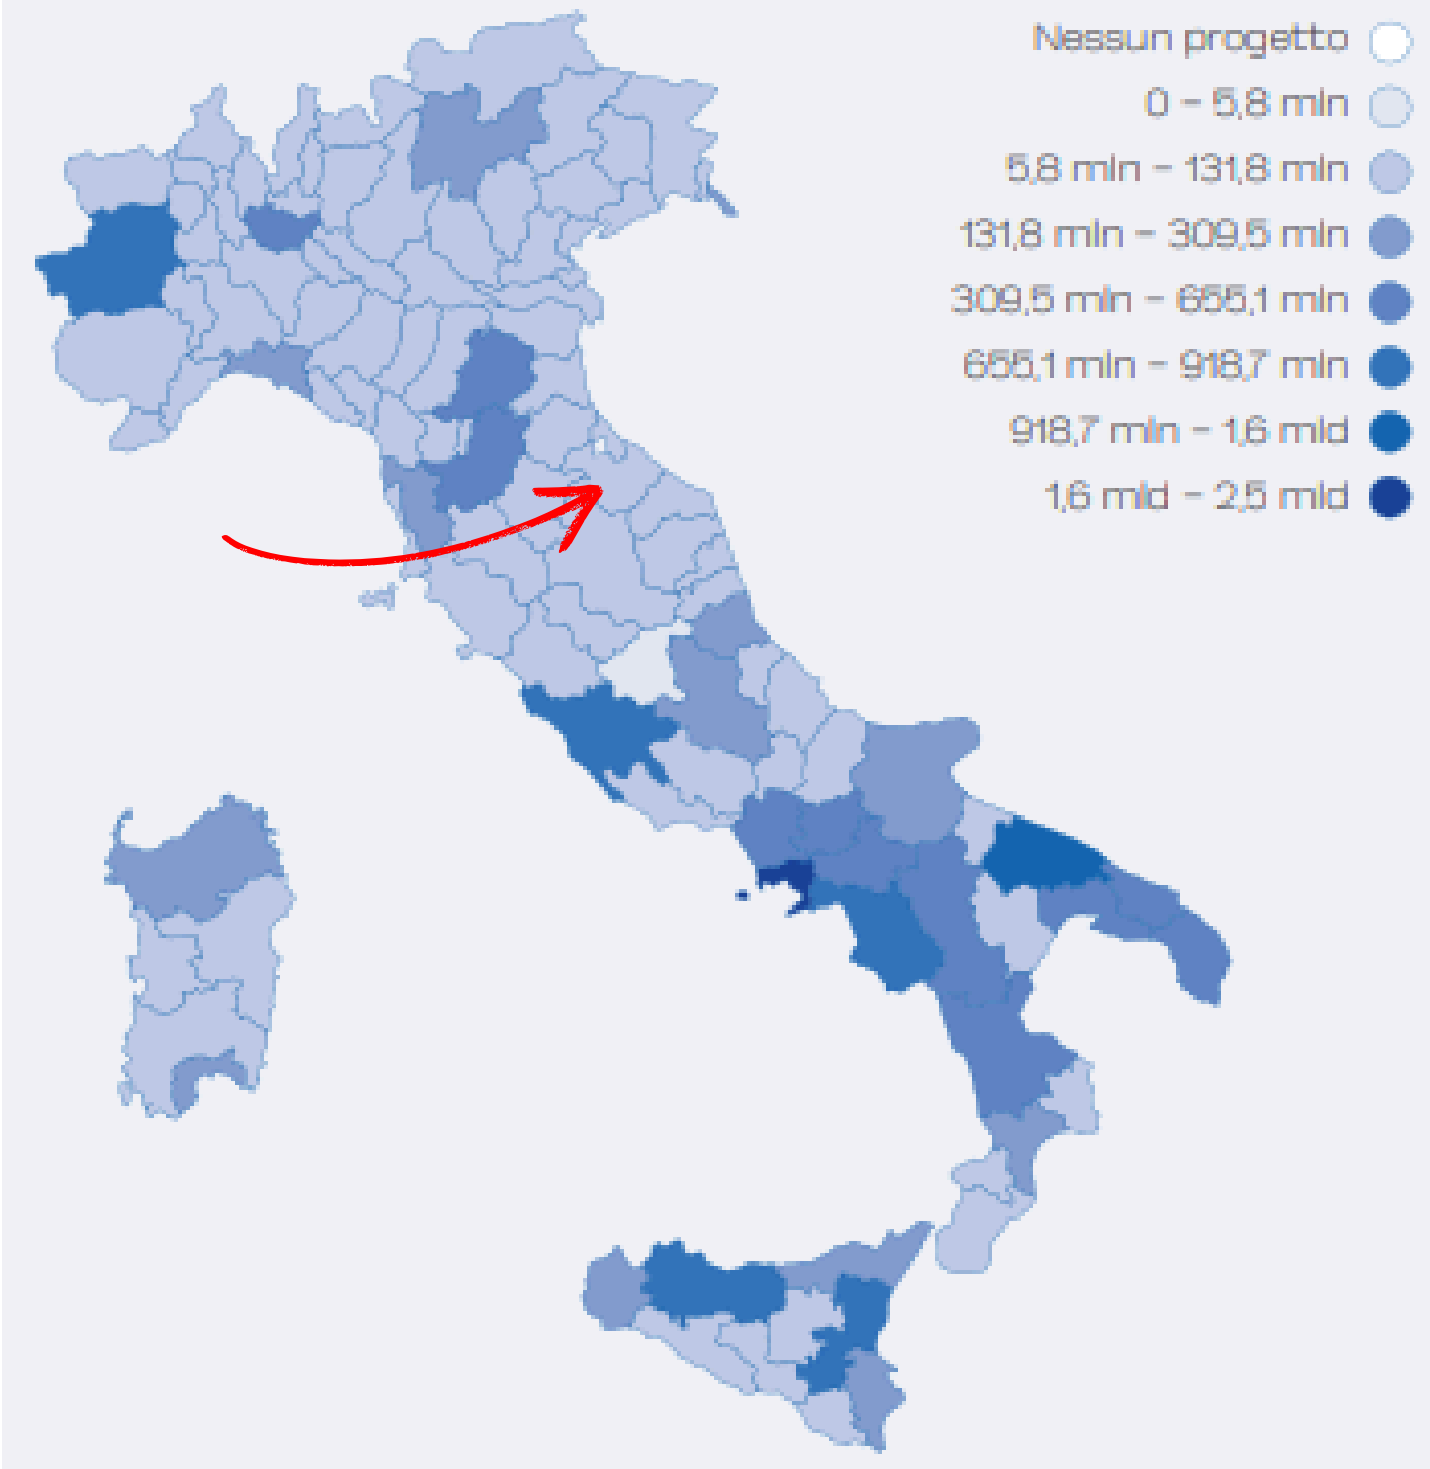 Nessun progetto
0 - 5,8 mln
5,8 mln - 131,8 mln
131,8 mln - 309,5 mln
309,5 mln - 655,1 mln
655,1 mln - 918,7 mln
918,7 mln - 1,6 mld
1,6 mld - 2,5 mld